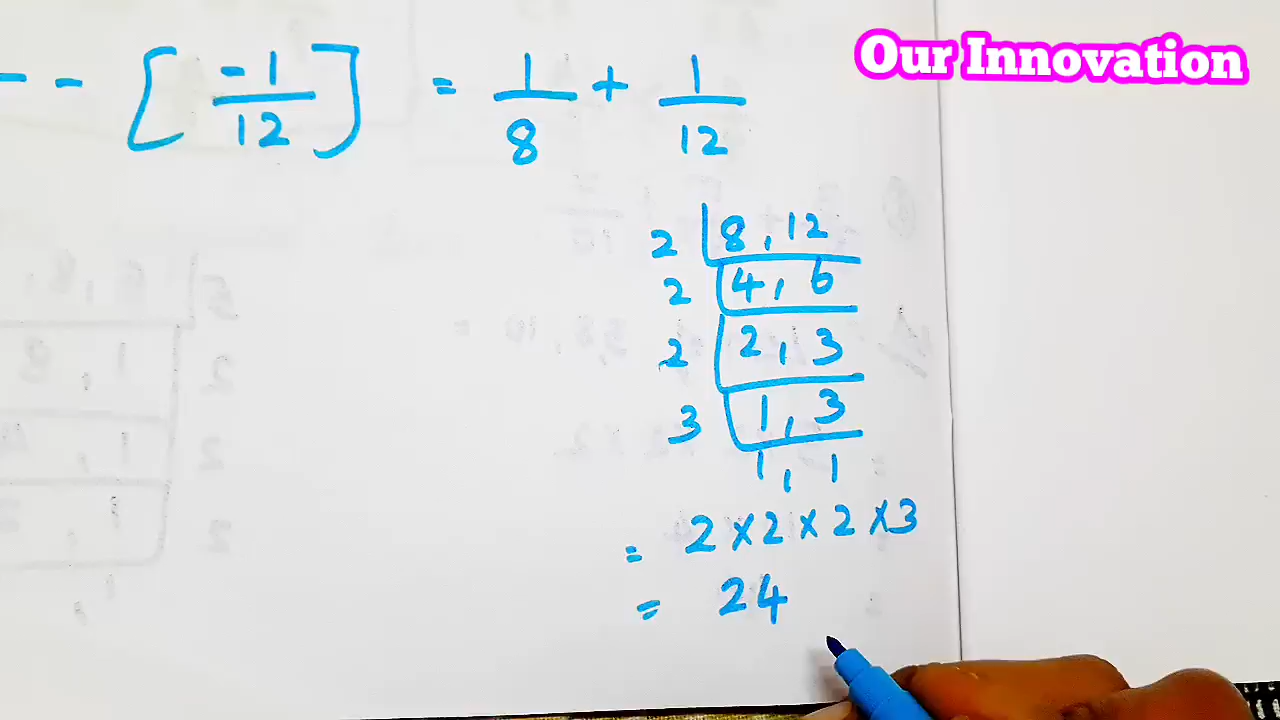 Our Innovation
- [ -1/12 ] = 1/8 + 1/12
2 | 8, 12
2 | 4, 6
2 | 2, 3
3 | 1, 3
1, 1
= 2 × 2 × 2 × 3
= 24